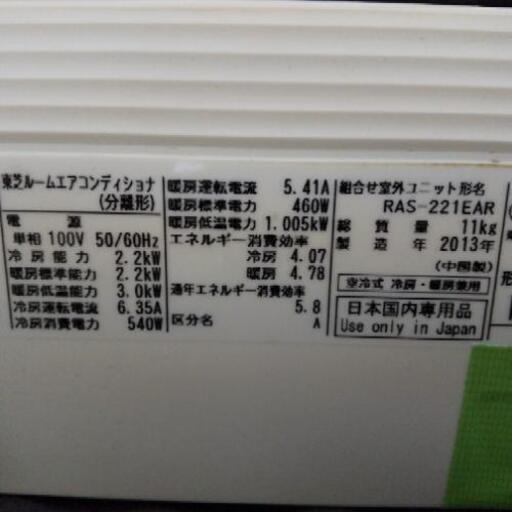 東芝ルームエアコンディショナ
(分離形)
電 源
単相 100V 50/60Hz
冷房能力 2.2kW
暖房標準能力 2.2kW
暖房低温能力 3.0kW
冷房運転電流 6.35A
冷房消費電力 540W
暖房運転電流 5.41A
暖房標準電力 460W
暖房低温電力 1.005kW
エネルギー消費効率
冷房 4.07
暖房 4.78
通年エネルギー消費効率
5.8
区分名 A
組合せ室外ユニット形名
RAS-221EAR
総質量 11kg
製造年 2013年
(中国製)
空冷式 冷房・暖房兼用
日本国内専用品
Use only in Japan
形